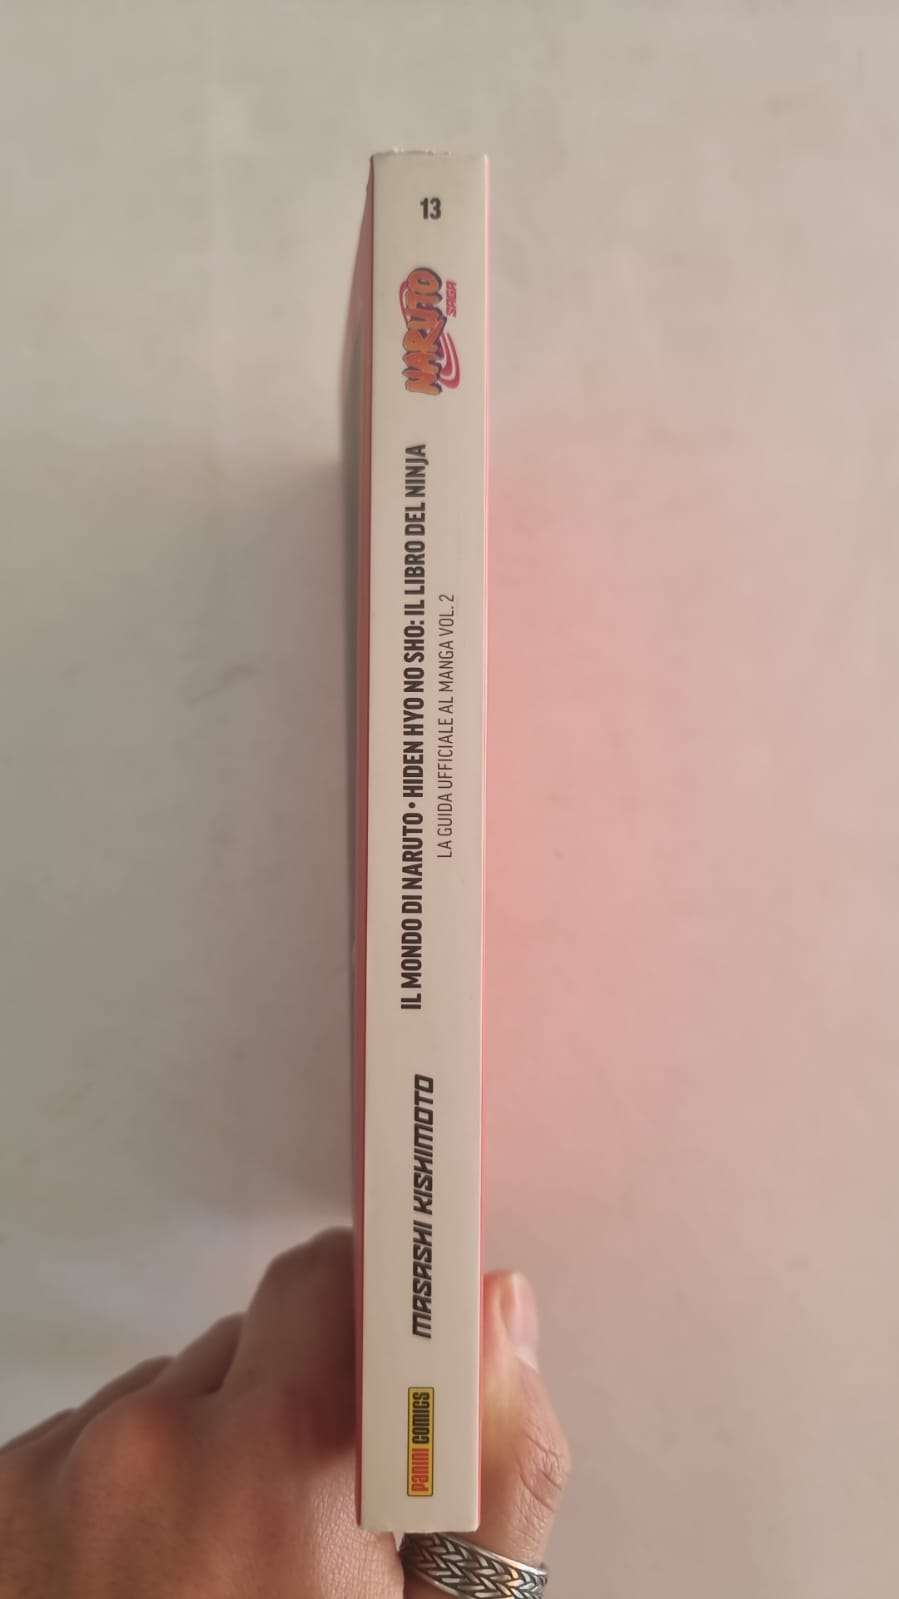 13
NARUTO
SAGA
IL MONDO DI NARUTO • HIDEN HYO NO SHO: IL LIBRO DEL NINJA
LA GUIDA UFFICIALE AL MANGA VOL. 2
MASASHI KISHIMOTO
PANINI COMICS